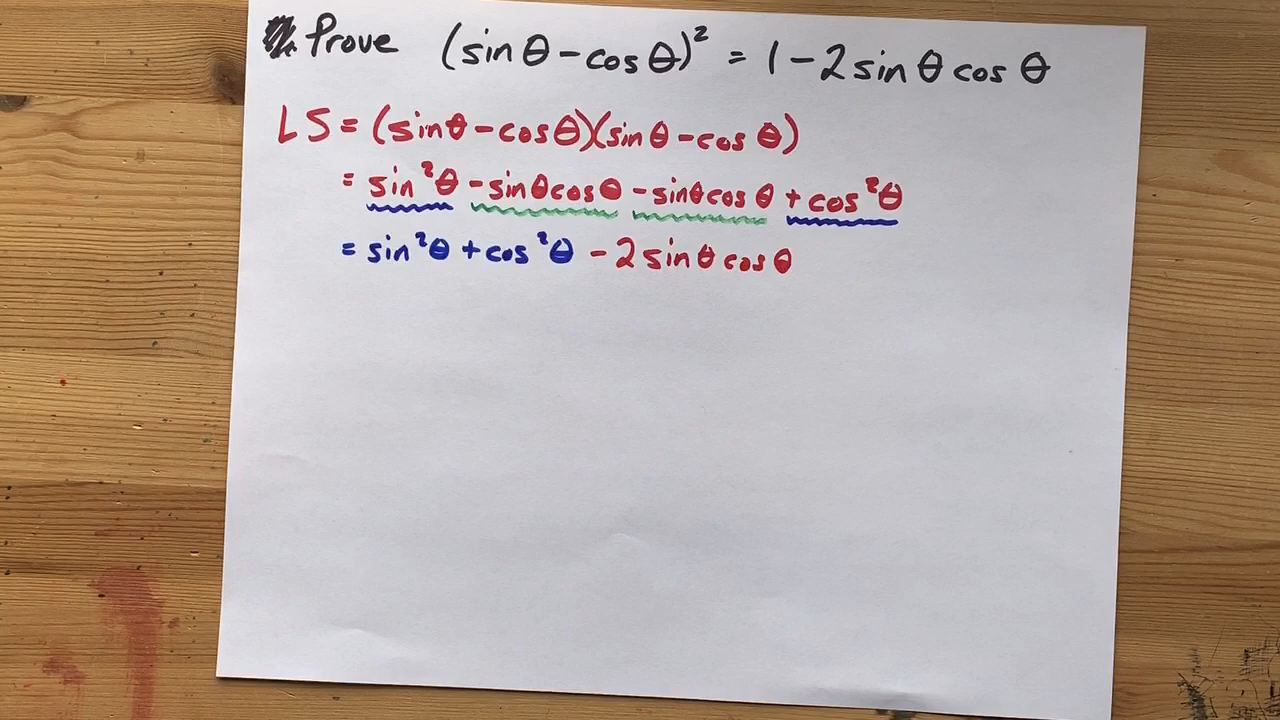 Prove (sin θ - cos θ)² = 1 - 2 sin θ cos θ
LS = (sin θ - cos θ)(sin θ - cos θ)
= sin²θ - sin θ cos θ - sin θ cos θ + cos²θ
= sin²θ + cos²θ - 2 sin θ cos θ